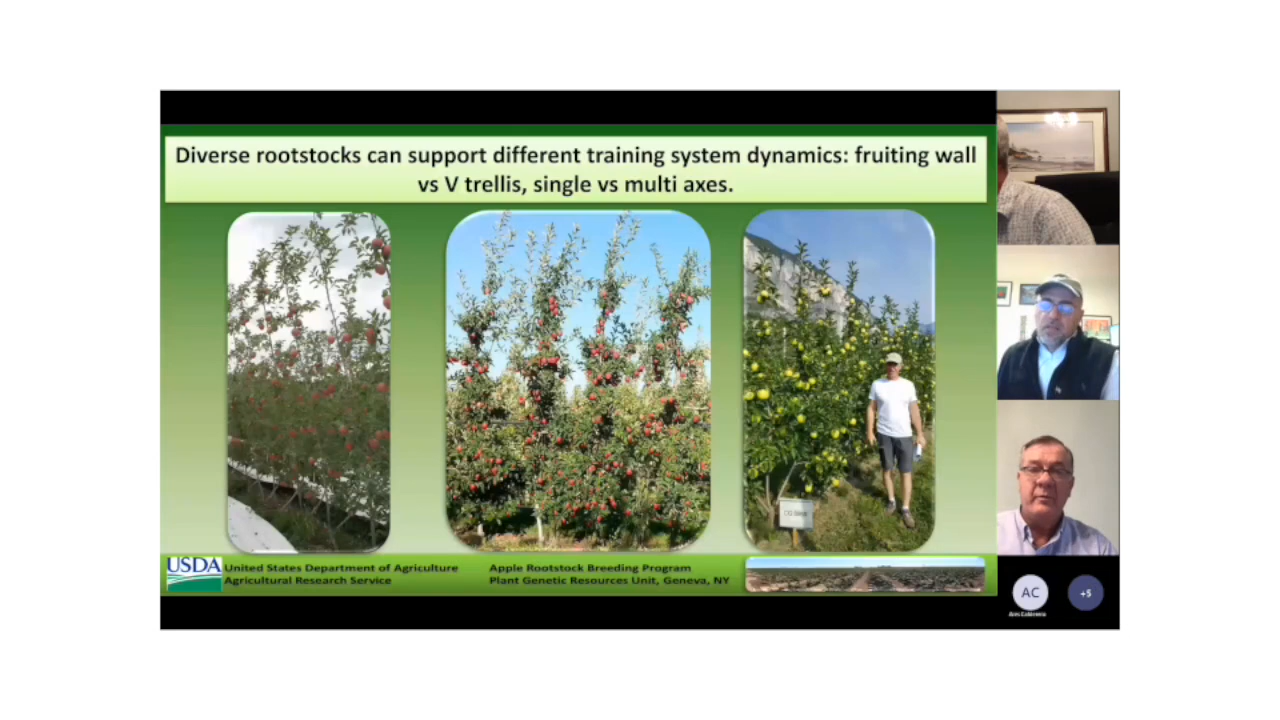 Diverse rootstocks can support different training system dynamics: fruiting wall
vs V trellis, single vs multi axes.
USDA
United States Department of Agriculture
Agricultural Research Service
Apple Rootstock Breeding Program
Plant Genetic Resources Unit, Geneva, NY
AC
+5